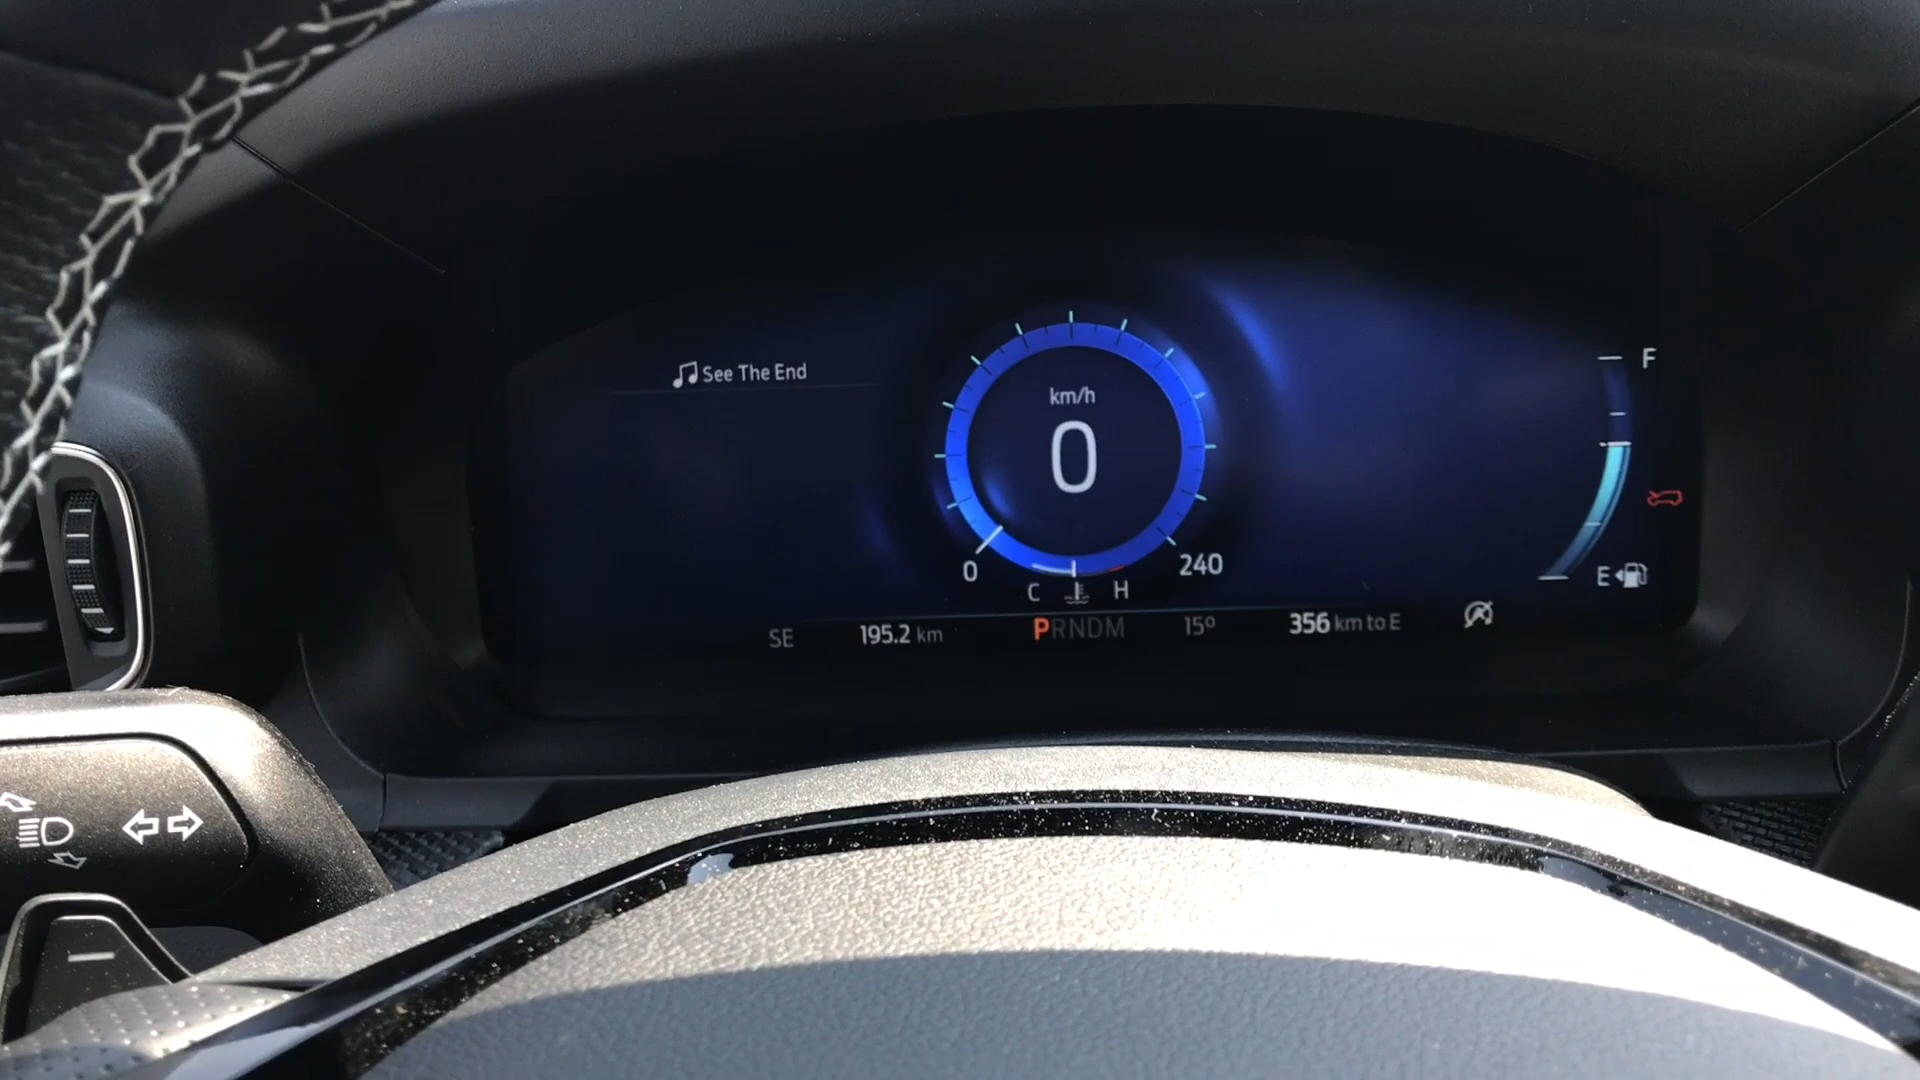 See The End
km/h
0
0
240
C H
F
E
SE 195.2 km PRNDM 15º 356 km to E